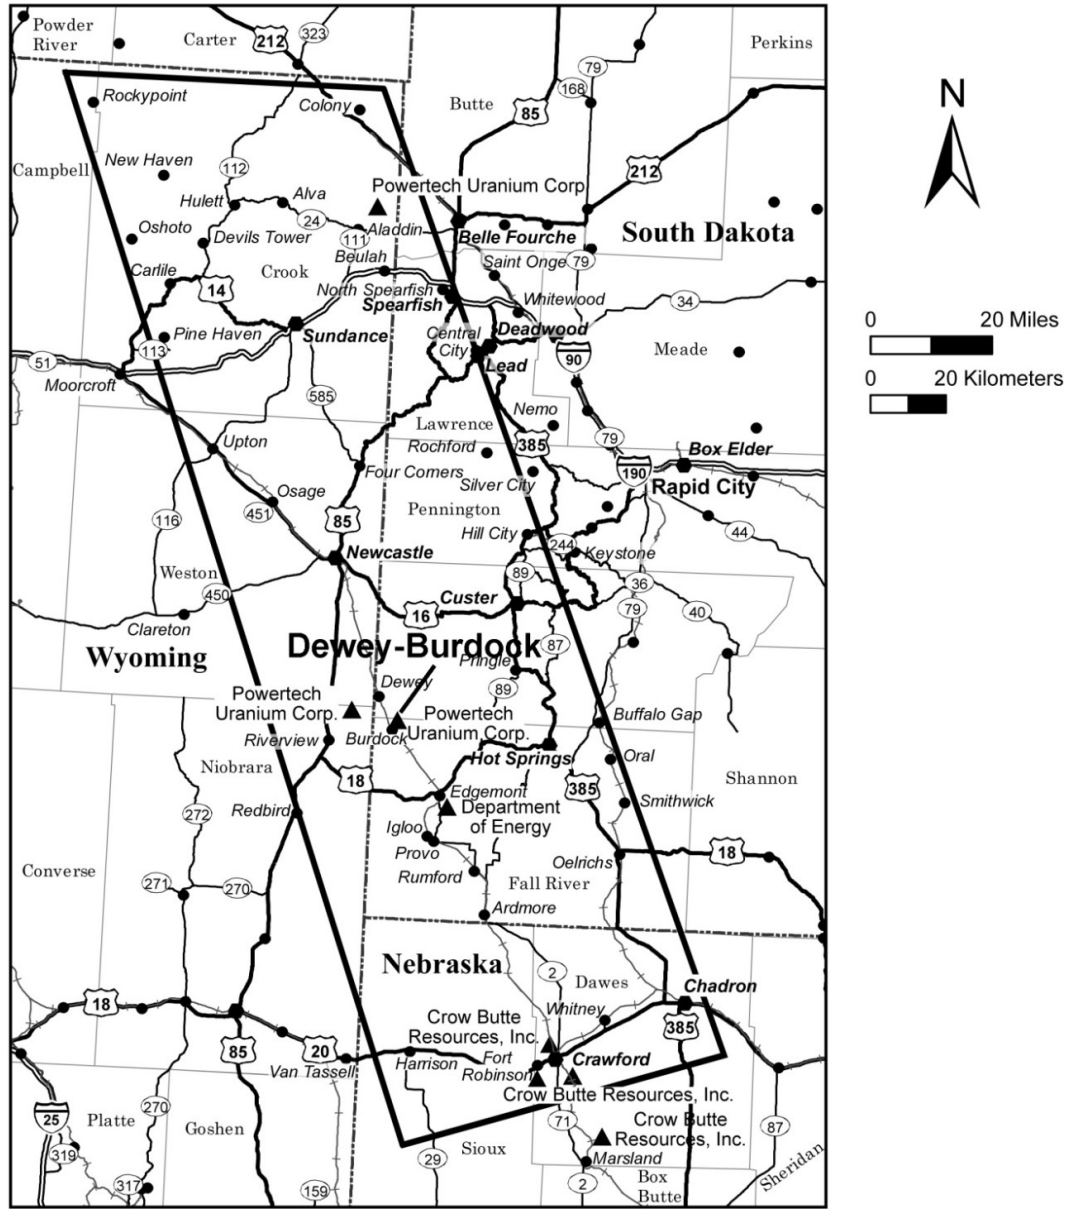 Powder
River
Carter
212
323
Perkins
79
168
Rockypoint
Colony
Butte
85
N
New Haven
Campbell
112
212
Powertech Uranium Corp.
Hulett
Alva
24
Aladdin
Oshoto
Devils Tower
111
Belle Fourche
South Dakota
Beulah
Saint Onge
79
Carlile
Crook
14
North Spearfish
Spearfish
Whitewood
34
0 20 Miles
Pine Haven
Sundance
Central
City
Deadwood
113
51
Lead
90
Meade
Moorcroft
0 20 Kilometers
585
Nemo
Lawrence
Upton
Rochford
385
79
Box Elder
Four Corners
Silver City
190
Rapid City
Osage
451
Pennington
116
85
Hill City
44
Newcastle
244
Keystone
Weston
89
36
450
Custer
16
79
40
Clareton
Dewey-Burdock
Wyoming
87
Pringle
Dewey
89
Powertech
Uranium Corp.
Powertech
Uranium Corp.
Buffalo Gap
Riverview
Burdock
Hot Springs
Oral
Niobrara
18
385
Shannon
Edgemont
Smithwick
272
Redbird
Department
of Energy
Igloo
Provo
Converse
Rumford
Oelrichs
18
271
270
Fall River
Ardmore
Nebraska
2
Dawes
Chadron
18
Whitney
Crow Butte
Resources, Inc.
385
85
20
Van Tassell
Harrison
Fort
Robinson
Crawford
Crow Butte Resources, Inc.
25
Platte
270
Goshen
71
Crow Butte
Resources, Inc.
87
319
Sioux
29
Marsland
Sheridan
317
159
2
Box
Butte